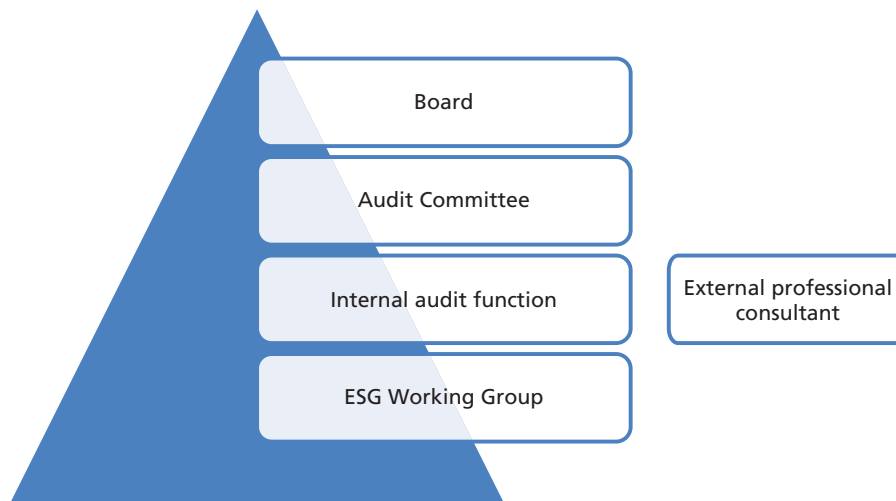 Board
Audit Committee
Internal audit function
External professional
consultant
ESG Working Group